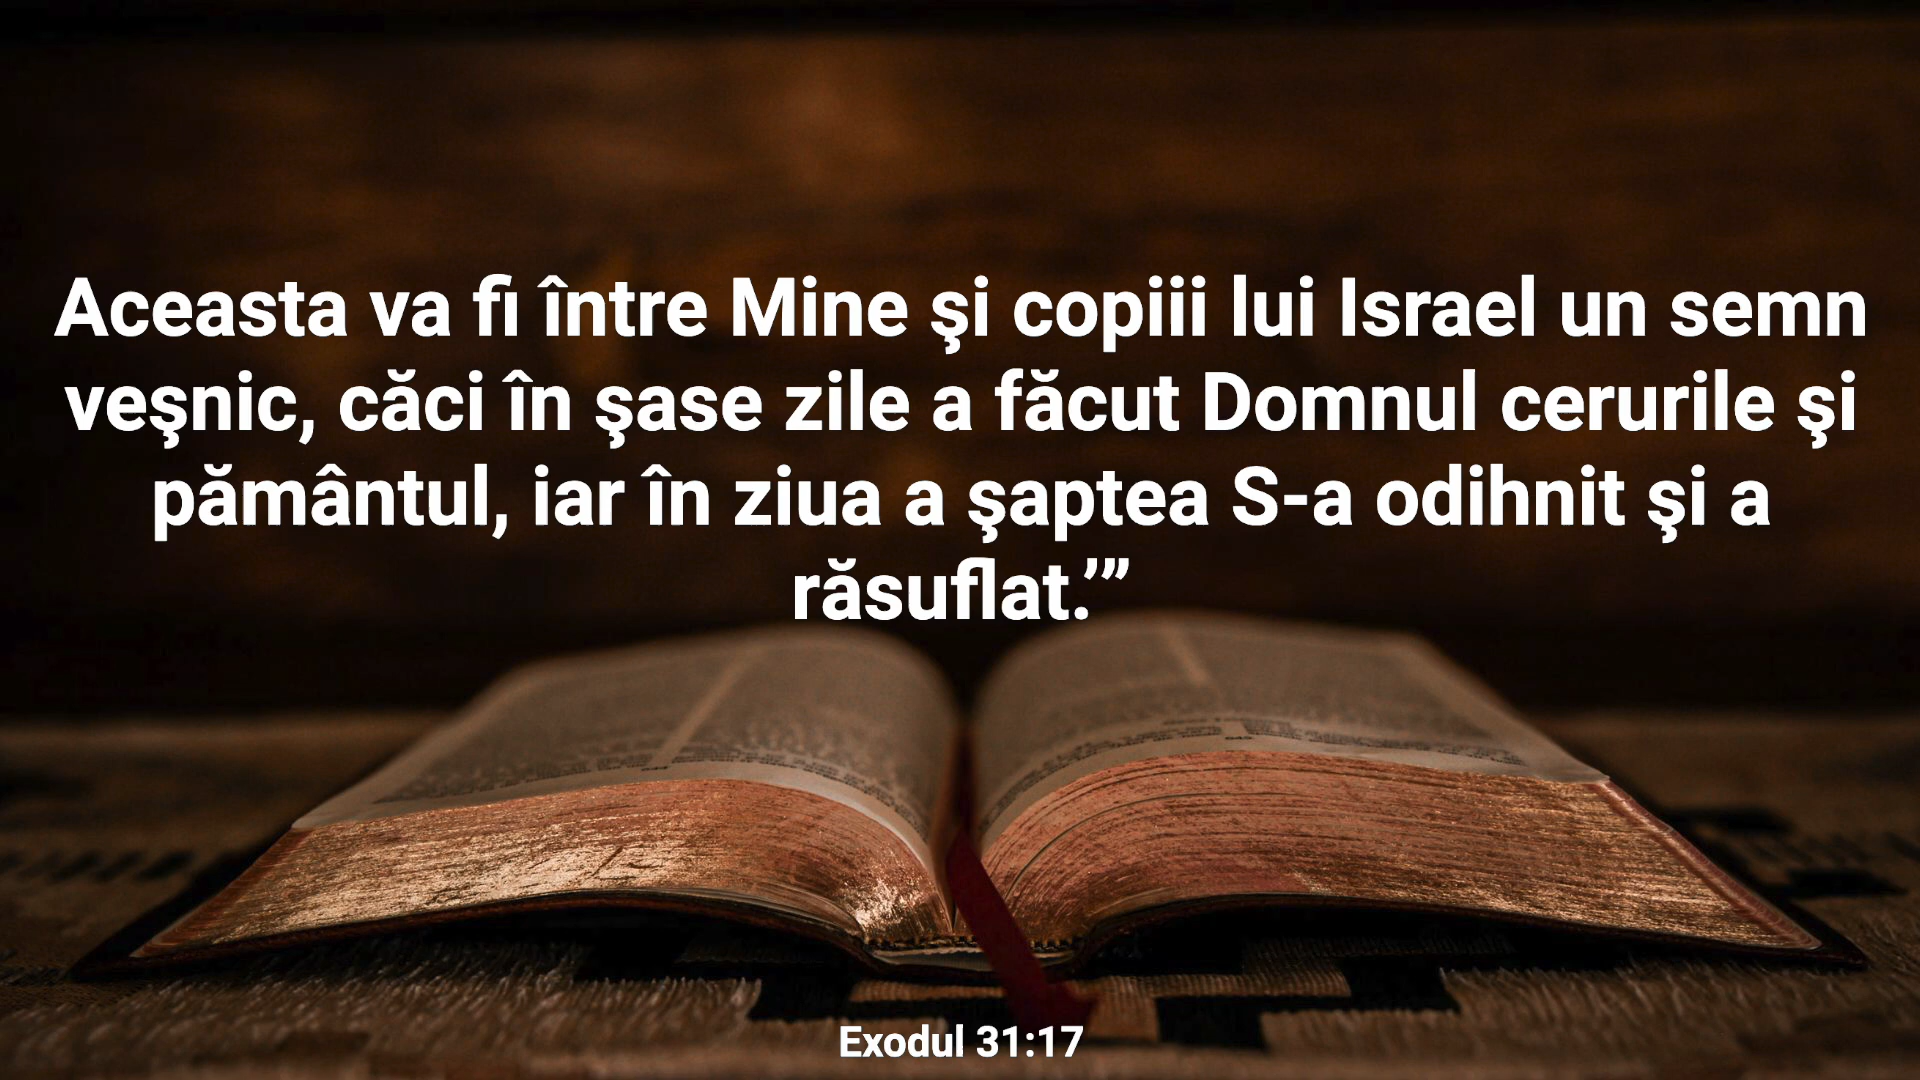 Aceasta va fi între Mine şi copiii lui Israel un semn
veşnic, căci în şase zile a făcut Domnul cerurile şi
pământul, iar în ziua a şaptea S-a odihnit şi a
răsuflat.’”
Exodul 31:17